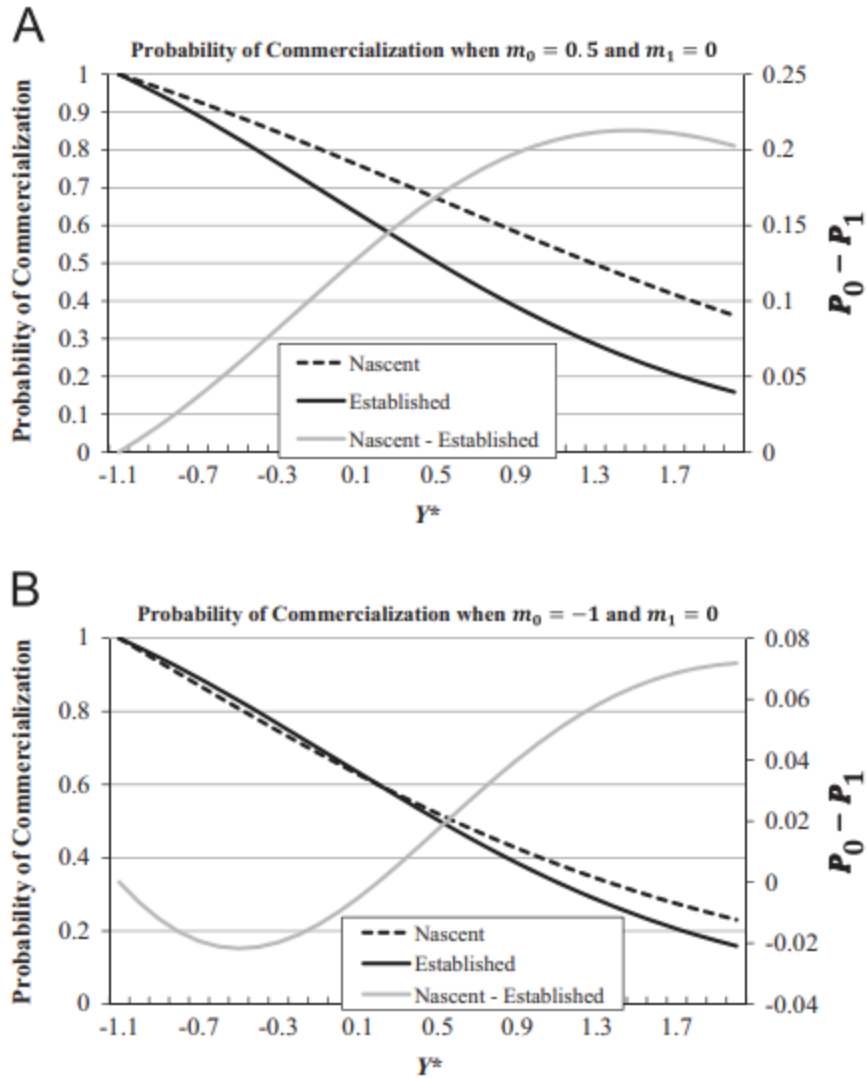 A
Probability of Commercialization when m₀ = 0.5 and m₁ = 0
Probability of Commercialization
1
0.9
0.8
0.7
0.6
0.5
0.4
0.3
0.2
0.1
0
0.25
0.2
0.15
0.1
0.05
0
P₀ − P₁
Nascent
Established
Nascent - Established
-1.1 -0.7 -0.3 0.1 0.5 0.9 1.3 1.7
Y*
B
Probability of Commercialization when m₀ = −1 and m₁ = 0
Probability of Commercialization
1
0.8
0.6
0.4
0.2
0
0.08
0.06
0.04
0.02
0
-0.02
-0.04
P₀ − P₁
Nascent
Established
Nascent - Established
-1.1 -0.7 -0.3 0.1 0.5 0.9 1.3 1.7
Y*